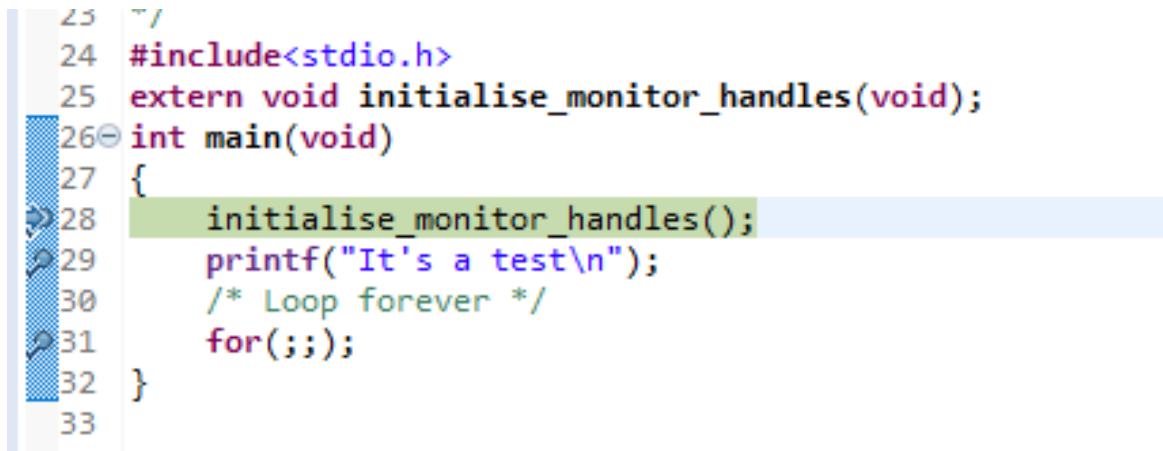 23 */
24 #include<stdio.h>
25 extern void initialise_monitor_handles(void);
26 int main(void)
27 {
28 initialise_monitor_handles();
29 printf("It's a test\n");
30 /* Loop forever */
31 for(;;);
32 }
33